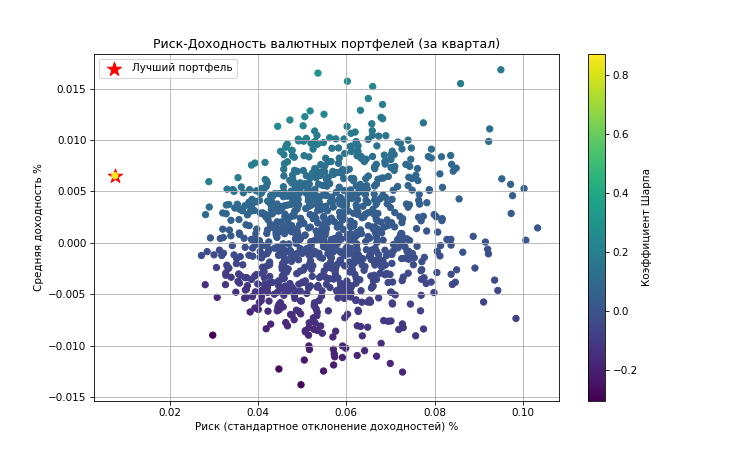 Риск-Доходность валютных портфелей (за квартал)
Лучший портфель
0.015
0.010
0.005
0.000
−0.005
−0.010
−0.015
Средняя доходность %
0.02 0.04 0.06 0.08 0.10
Риск (стандартное отклонение доходностей) %
0.8
0.6
0.4
0.2
0.0
−0.2
Коэффициент Шарпа